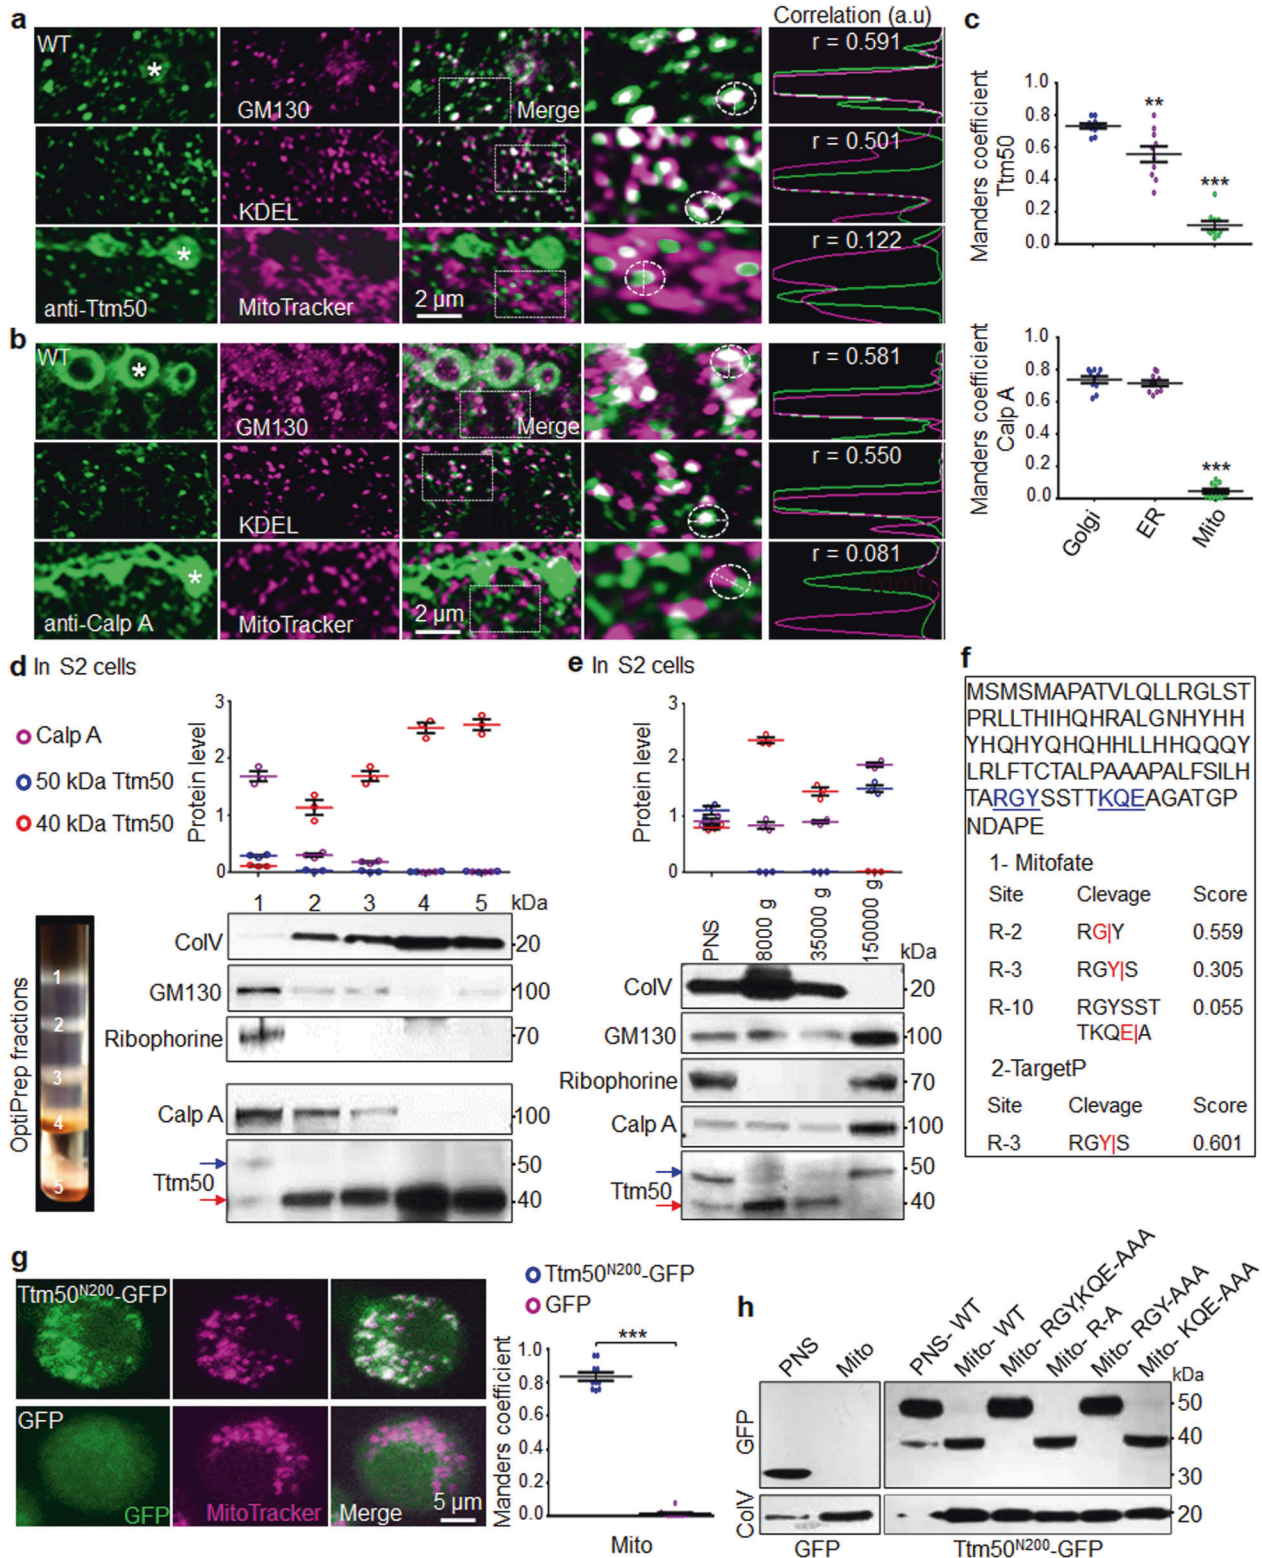 a
WT
*
GM130
Merge
Correlation (a.u)
r = 0.591
KDEL
r = 0.501
*
anti-Ttm50
MitoTracker
2 µm
r = 0.122
b
WT
*
GM130
Merge
r = 0.581
KDEL
r = 0.550
*
anti-Calp A
MitoTracker
2 µm
r = 0.081
c
Manders coefficient
Ttm50
1.0
0.8
0.6
0.4
0.2
0.0
**
***
Manders coefficient
Calp A
1.0
0.8
0.6
0.4
0.2
0.0
***
Golgi
ER
Mito
d In S2 cells
Calp A
50 kDa Ttm50
40 kDa Ttm50
Protein level
3
2
1
0
OptiPrep fractions
1
2
3
4
5
1 2 3 4 5 kDa
ColV
20
GM130
100
Ribophorine
70
Calp A
100
Ttm50
50
40
e In S2 cells
Protein level
3
2
1
0
PNS
8000 g
35000 g
150000 g
kDa
ColV
20
GM130
100
Ribophorine
70
Calp A
100
Ttm50
50
40
f
MSMSMAPATVLQLLRGLST
PRLLTHIHQHRALGNHYHH
YHQHYQHQHHLLHHQQQY
LRLFTCTALPAAAPALFSILH
TARGYSSTTKQEAGATGP
NDAPE
1- Mitofate
Site Clevage Score
R-2 RG|Y 0.559
R-3 RGY|S 0.305
R-10 RGYSST 0.055
TKQE|A
2-TargetP
Site Clevage Score
R-3 RGY|S 0.601
g
Ttm50N200-GFP
GFP
GFP
MitoTracker
Merge
5 µm
Ttm50N200-GFP
GFP
***
Manders coefficient
1.0
0.8
0.6
0.4
0.2
0.0
Mito
h
PNS
Mito
PNS- WT
Mito- WT
Mito- RGY,KQE-AAA
Mito- R-A
Mito- RGY-AAA
Mito- KQE-AAA
kDa
GFP
50
40
30
ColV
20
GFP
Ttm50N200-GFP